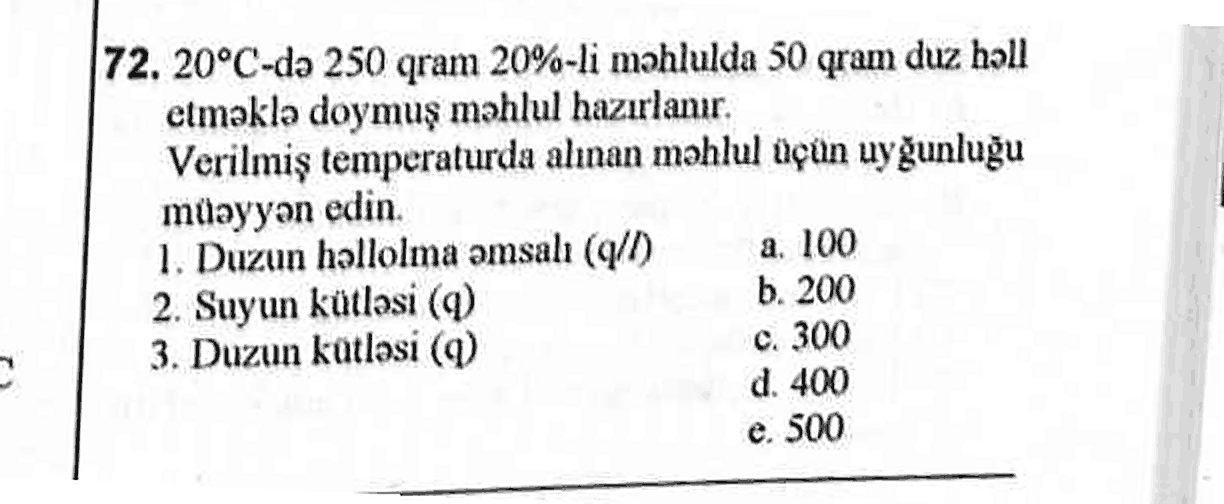 72. 20°C-də 250 qram 20%-li məhlulda 50 qram duz həll
etməklə doymuş məhlul hazırlanır.
Verilmiş temperaturda alınan məhlul üçün uyğunluğu
müəyyən edin.
1. Duzun həllolma əmsalı (q/l) a. 100
2. Suyun kütləsi (q) b. 200
3. Duzun kütləsi (q) c. 300
d. 400
e. 500